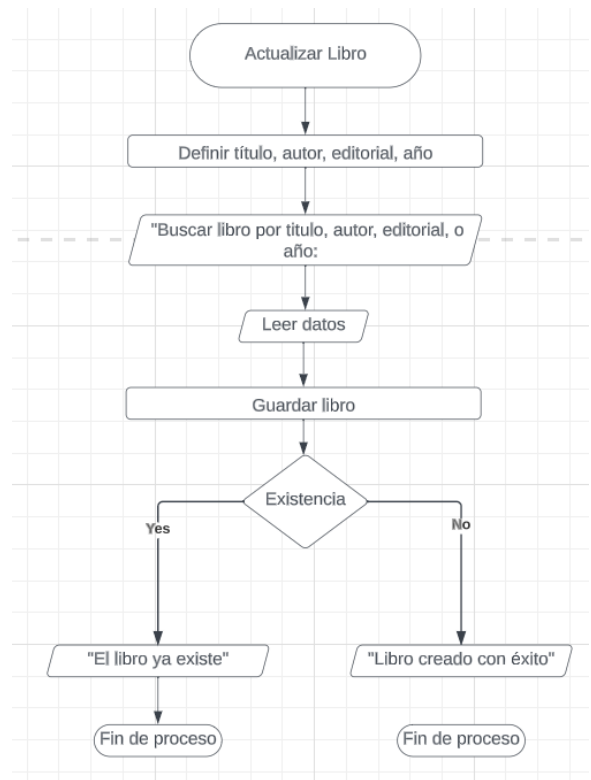 Actualizar Libro
Definir título, autor, editorial, año
"Buscar libro por titulo, autor, editorial, o
año:
Leer datos
Guardar libro
Existencia
Yes
No
"El libro ya existe"
"Libro creado con éxito"
Fin de proceso
Fin de proceso